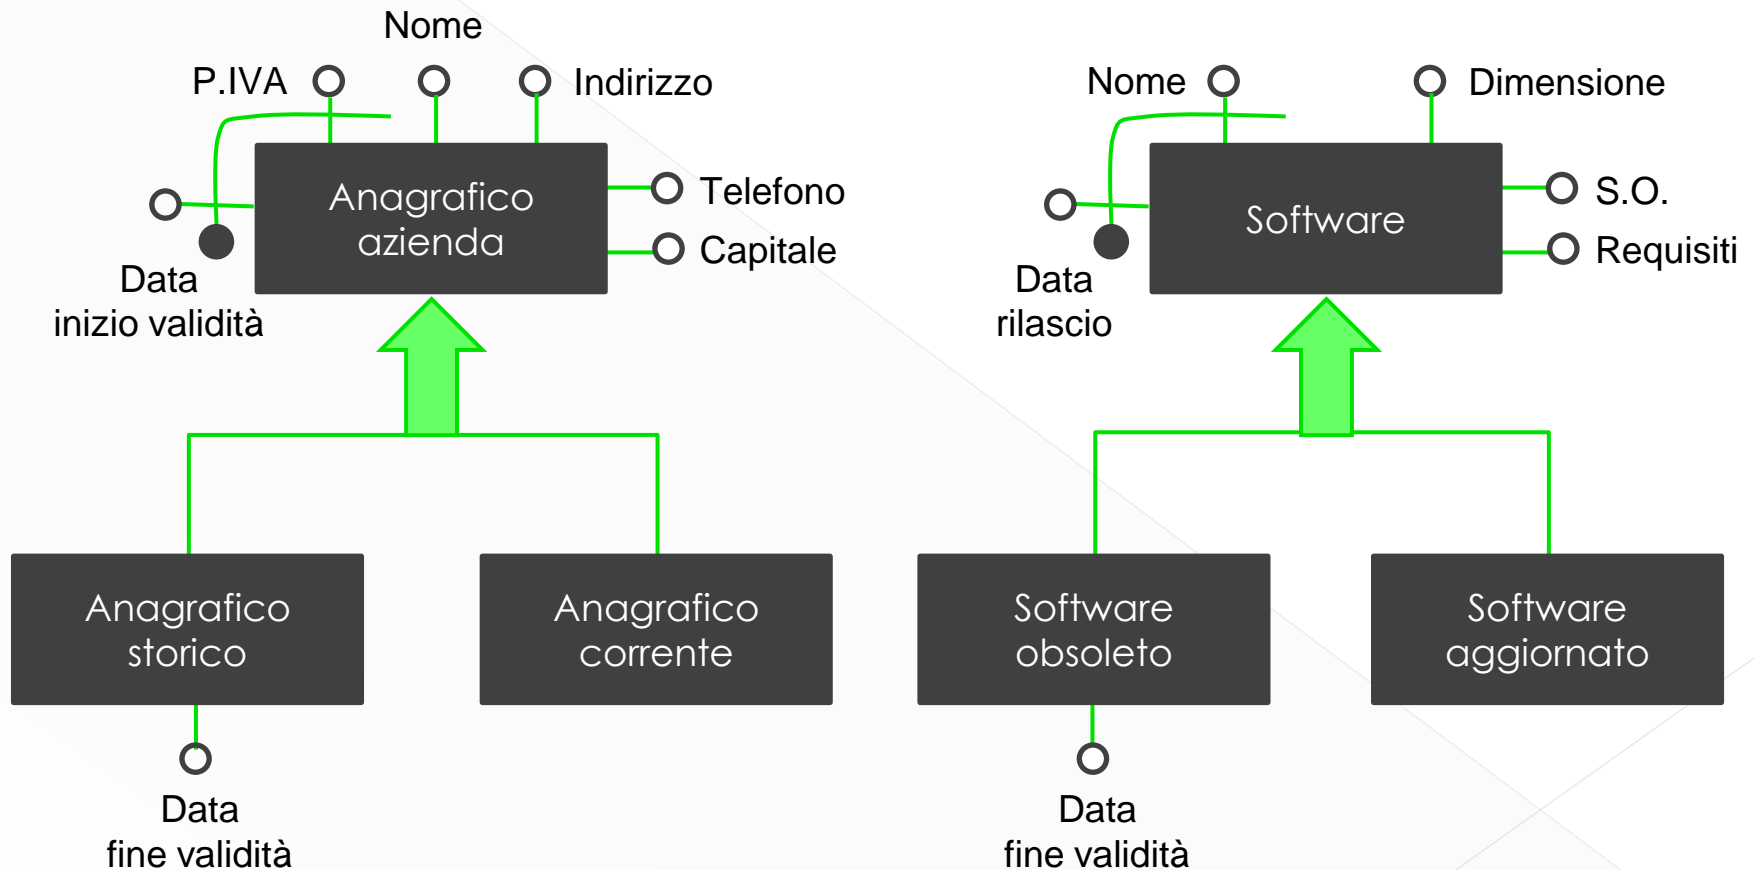 Nome
P.IVA
Indirizzo
Anagrafico
azienda
Telefono
Capitale
Data
inizio validità
Anagrafico
storico
Anagrafico
corrente
Data
fine validità
Nome
Dimensione
Software
S.O.
Requisiti
Data
rilascio
Software
obsoleto
Software
aggiornato
Data
fine validità